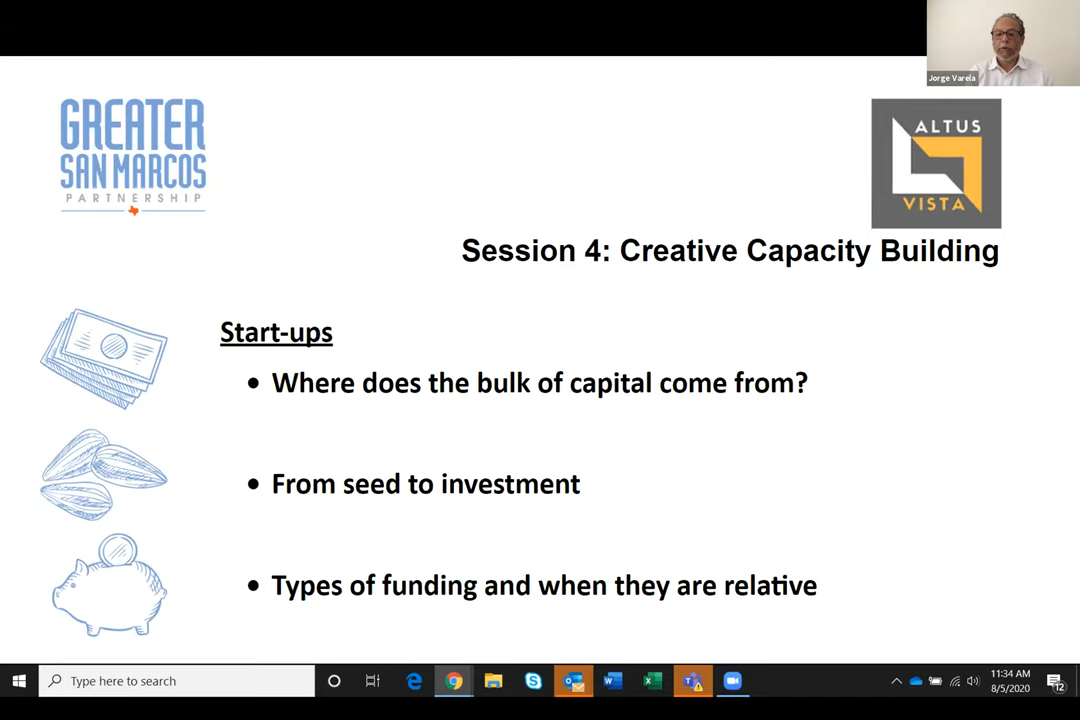 Jorge Varela
GREATER
SAN MARCOS
PARTNERSHIP
ALTUS
VISTA
Session 4: Creative Capacity Building
Start-ups
• Where does the bulk of capital come from?
• From seed to investment
• Types of funding and when they are relative
Type here to search
11:34 AM
8/5/2020
12